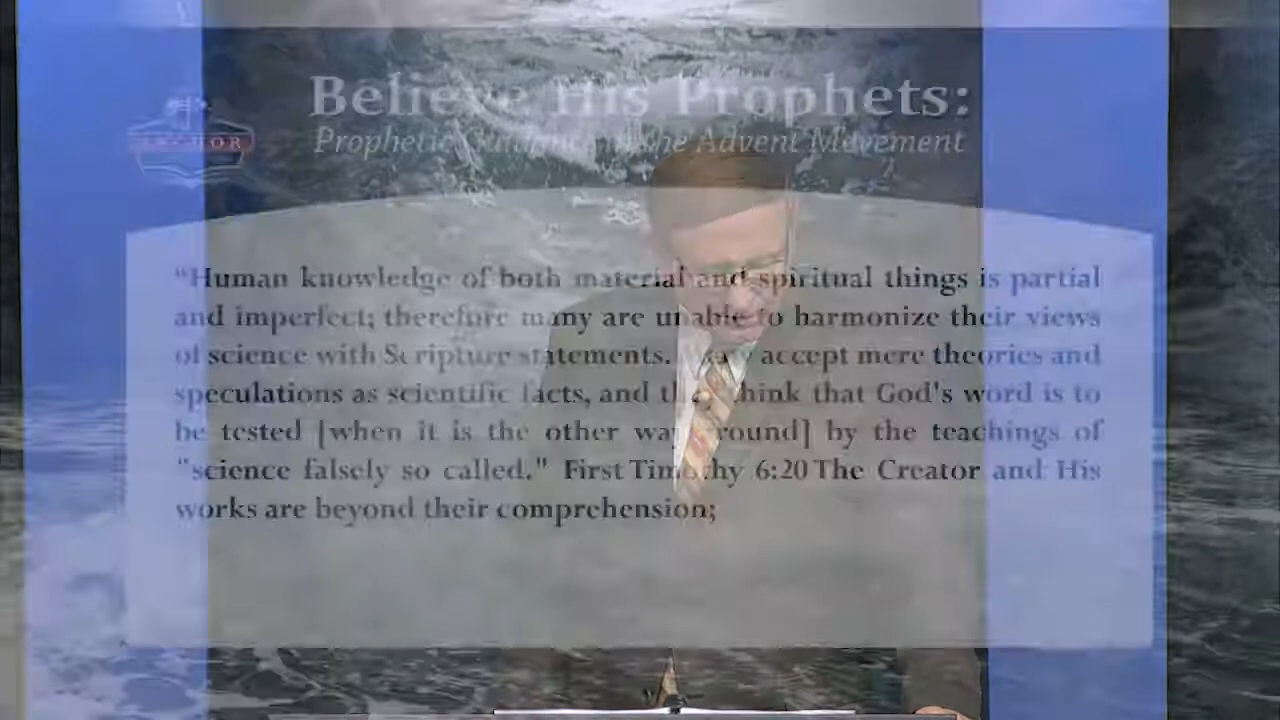 Believe His Prophets:
ANCHOR
Prophetic Guidance in the Advent Movement
"Human knowledge of both material and spiritual things is partial
and imperfect; therefore many are unable to harmonize their views
of science with Scripture statements. Many accept mere theories and
speculations as scientific facts, and they think that God's word is to
be tested [when it is the other way round] by the teachings of
"science falsely so called." First Timothy 6:20 The Creator and His
works are beyond their comprehension;